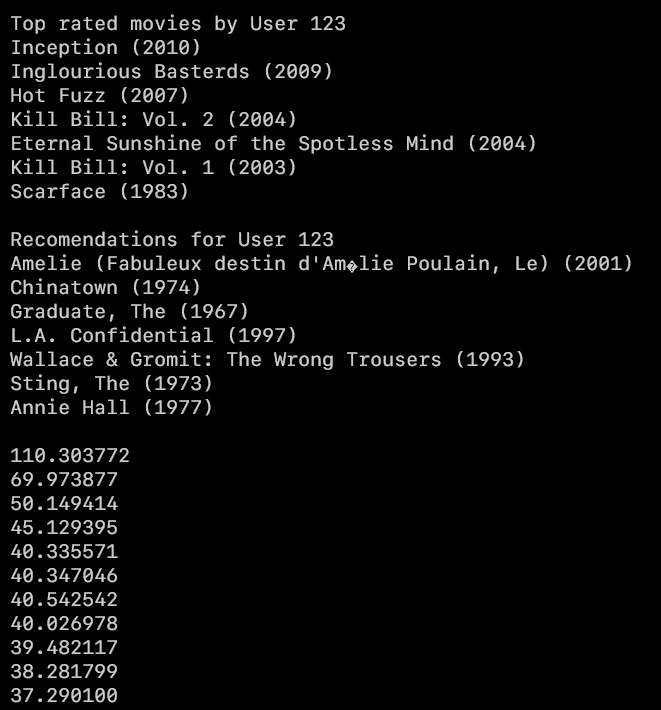 Top rated movies by User 123
Inception (2010)
Inglourious Basterds (2009)
Hot Fuzz (2007)
Kill Bill: Vol. 2 (2004)
Eternal Sunshine of the Spotless Mind (2004)
Kill Bill: Vol. 1 (2003)
Scarface (1983)

Recomendations for User 123
Amelie (Fabuleux destin d'Am�lie Poulain, Le) (2001)
Chinatown (1974)
Graduate, The (1967)
L.A. Confidential (1997)
Wallace & Gromit: The Wrong Trousers (1993)
Sting, The (1973)
Annie Hall (1977)

110.303772
69.973877
50.149414
45.129395
40.335571
40.347046
40.542542
40.026978
39.482117
38.281799
37.290100